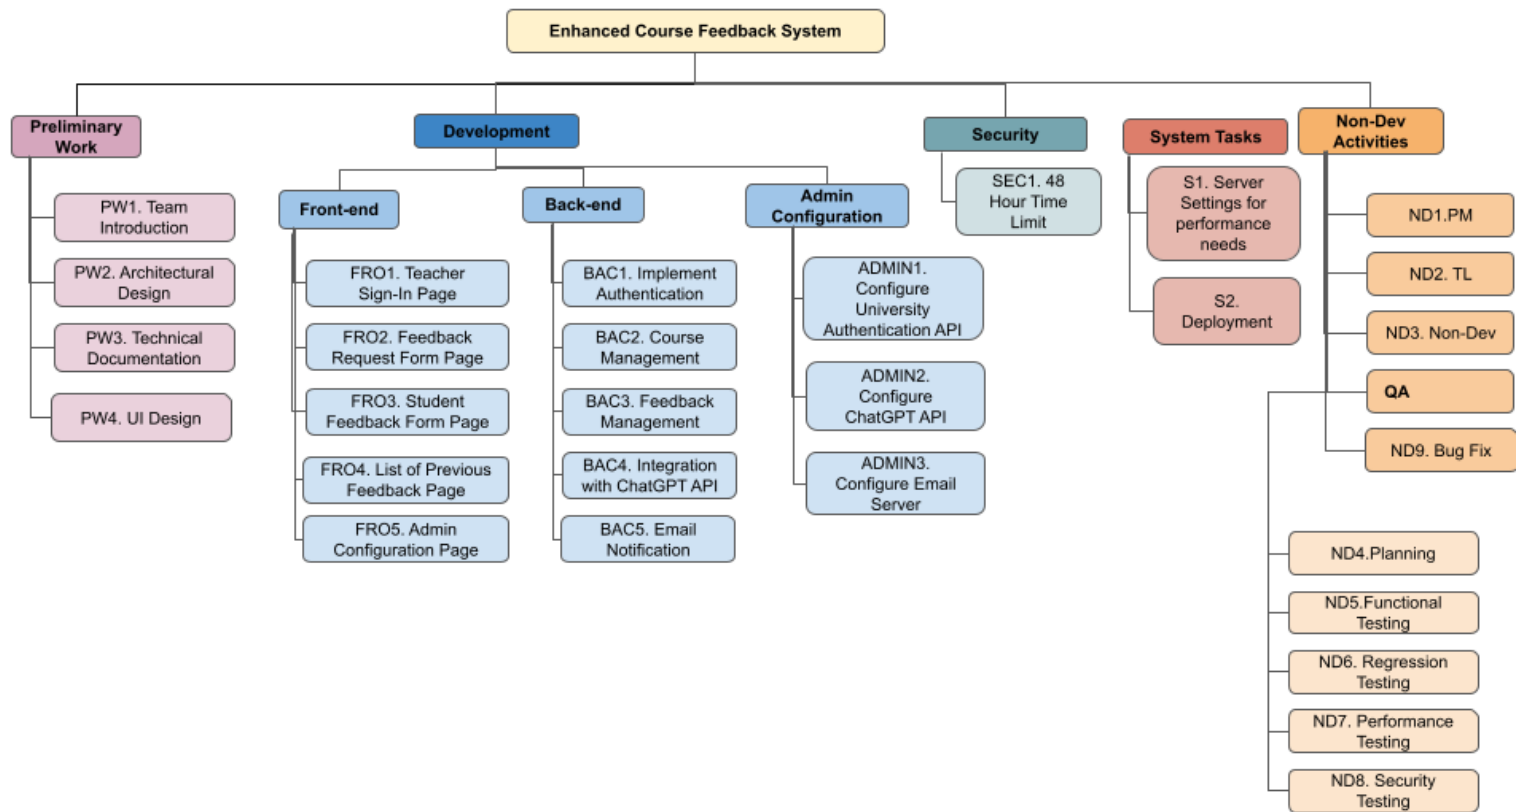 Enhanced Course Feedback System
Preliminary
Work
PW1. Team
Introduction
PW2. Architectural
Design
PW3. Technical
Documentation
PW4. UI Design
Development
Front-end
FRO1. Teacher
Sign-In Page
FRO2. Feedback
Request Form Page
FRO3. Student
Feedback Form Page
FRO4. List of Previous
Feedback Page
FRO5. Admin
Configuration Page
Back-end
BAC1. Implement
Authentication
BAC2. Course
Management
BAC3. Feedback
Management
BAC4. Integration
with ChatGPT API
BAC5. Email
Notification
Admin
Configuration
ADMIN1.
Configure
University
Authentication API
ADMIN2.
Configure
ChatGPT API
ADMIN3.
Configure Email
Server
Security
SEC1. 48
Hour Time
Limit
System Tasks
S1. Server
Settings for
performance
needs
S2.
Deployment
Non-Dev
Activities
ND1.PM
ND2. TL
ND3. Non-Dev
QA
ND9. Bug Fix
ND4.Planning
ND5.Functional
Testing
ND6. Regression
Testing
ND7. Performance
Testing
ND8. Security
Testing